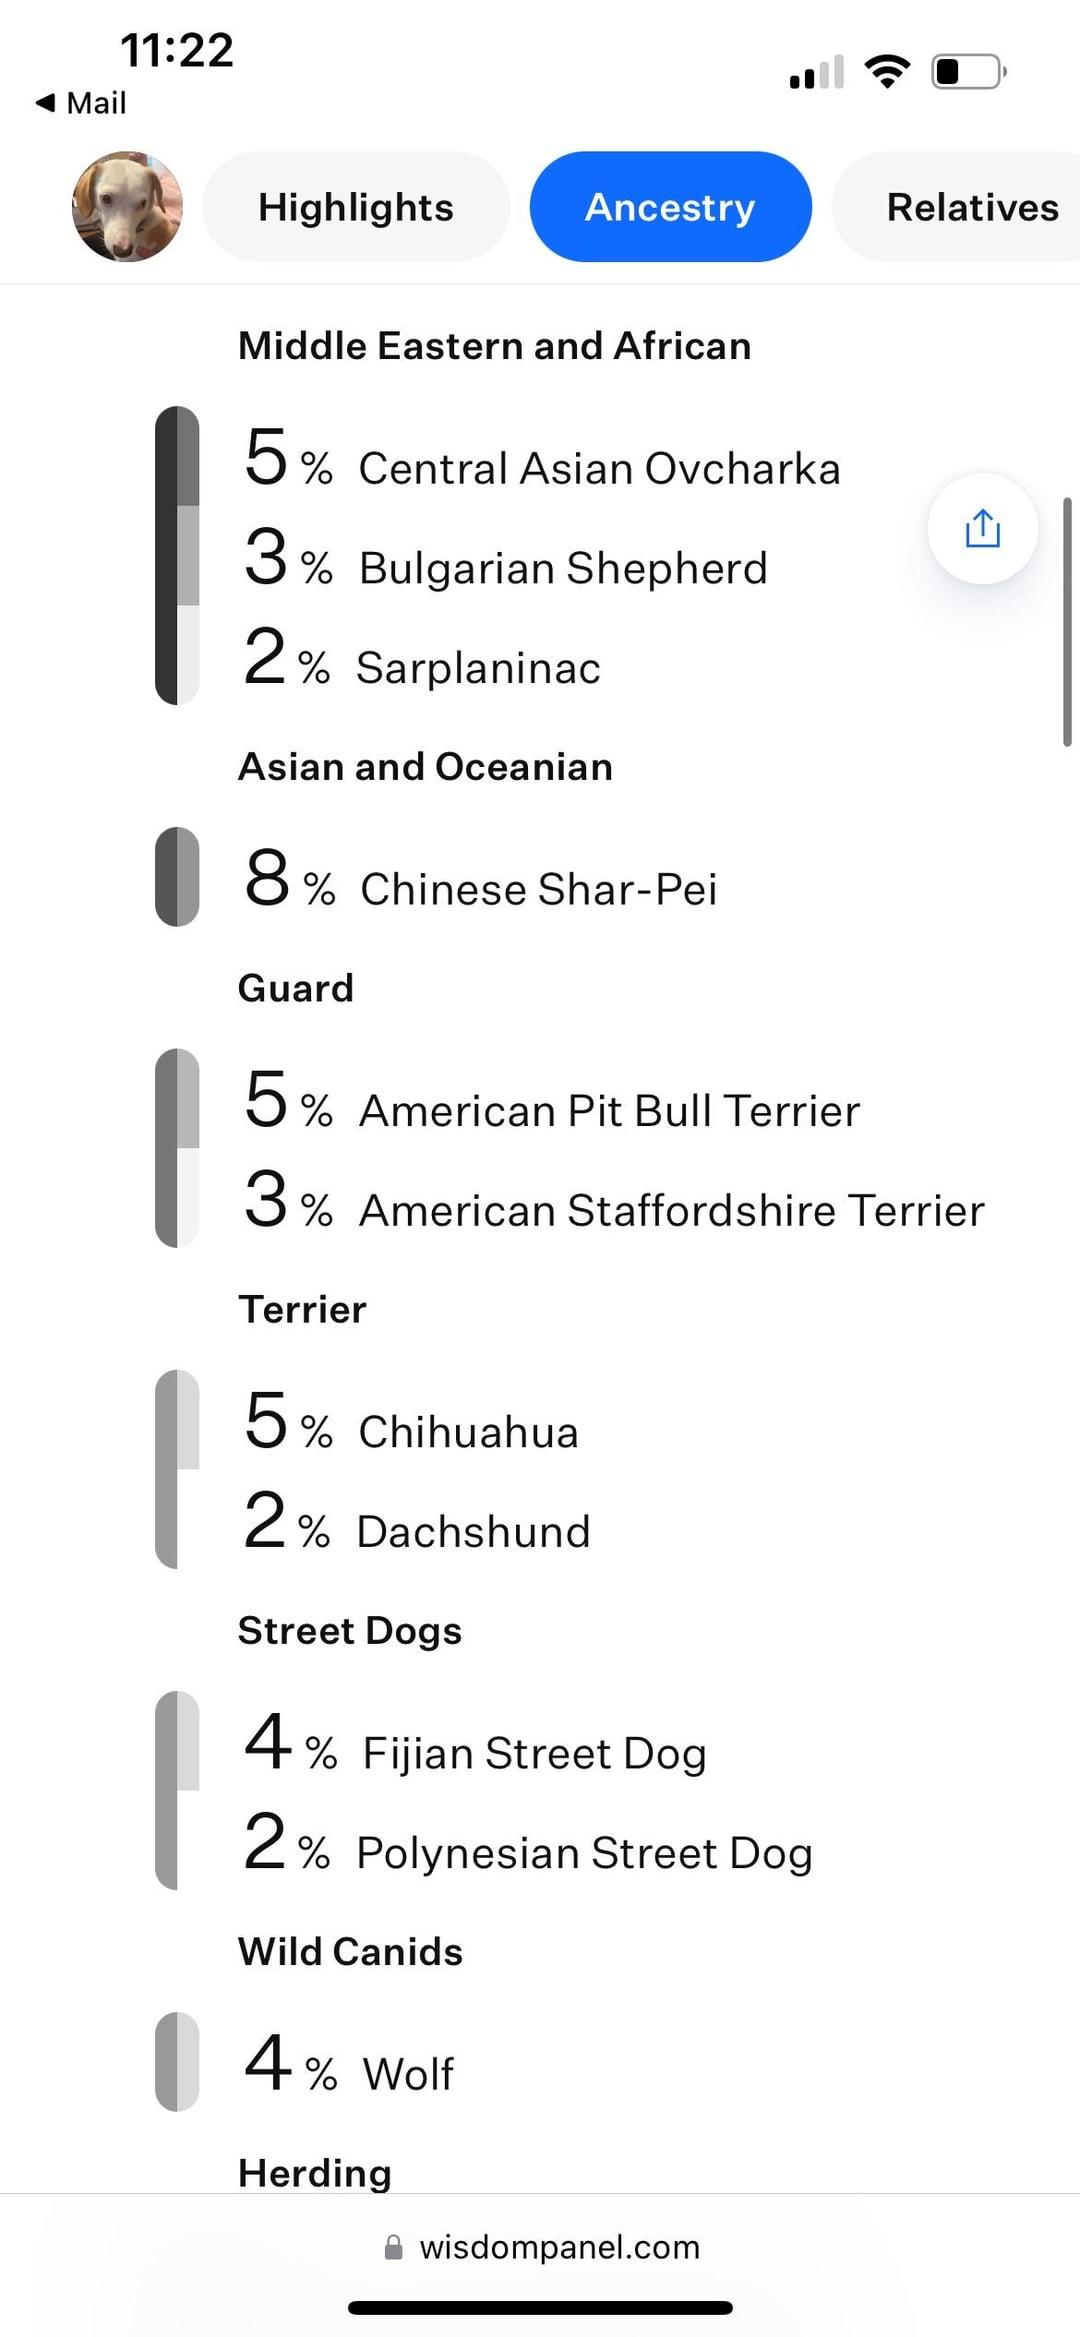 11:22
◀ Mail
Highlights Ancestry Relatives
Middle Eastern and African
5 % Central Asian Ovcharka
3 % Bulgarian Shepherd
2 % Sarplaninac
Asian and Oceanian
8 % Chinese Shar-Pei
Guard
5 % American Pit Bull Terrier
3 % American Staffordshire Terrier
Terrier
5 % Chihuahua
2 % Dachshund
Street Dogs
4 % Fijian Street Dog
2 % Polynesian Street Dog
Wild Canids
4 % Wolf
Herding
wisdompanel.com